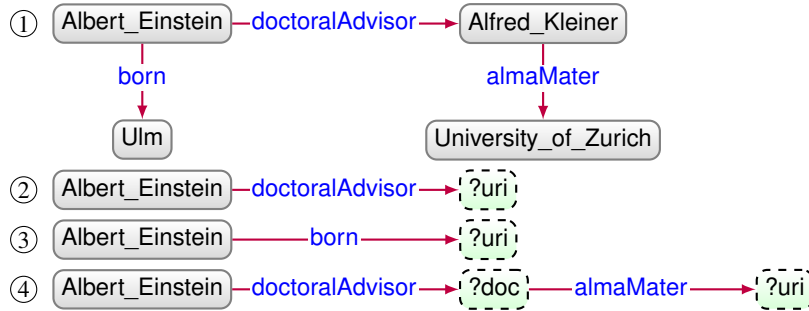 ① Albert_Einstein doctoralAdvisor Alfred_Kleiner
born almaMater
Ulm University_of_Zurich
② Albert_Einstein doctoralAdvisor ?uri
③ Albert_Einstein born ?uri
④ Albert_Einstein doctoralAdvisor ?doc almaMater ?uri